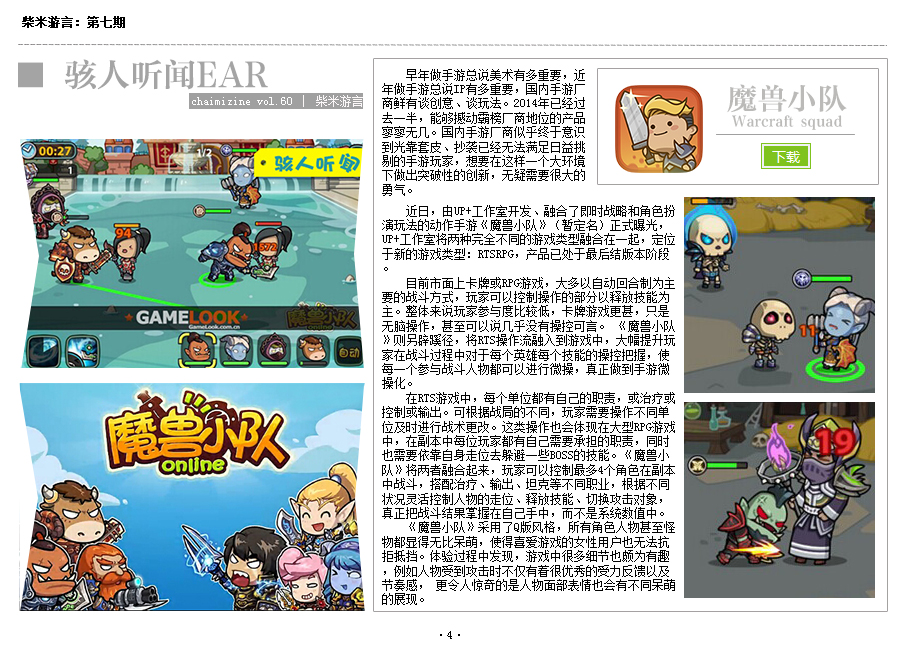 柴米游言：第七期
骇人听闻EAR
chaimizine vol.60 | 柴米游言
00:27
1/2
骇人听闻
94
1572
GAMELOOK
GameLook.com.cn
魔兽小队
自动
魔兽小队
online
早年做手游总说美术有多重要，近
年做手游总说IP有多重要，国内手游厂
商鲜有谈创意、谈玩法。2014年已经过
去一半，能够撼动霸榜厂商地位的产品
寥寥无几。国内手游厂商似乎终于意识
到光靠套皮、抄袭已经无法满足日益挑
剔的手游玩家，想要在这样一个大环境
下做出突破性的创新，无疑需要很大的
勇气。
魔兽小队
Warcraft squad
下载
近日，由UP+工作室开发、融合了即时战略和角色扮
演玩法的动作手游《魔兽小队》（暂定名）正式曝光，
UP+工作室将两种完全不同的游戏类型融合在一起，定位
于新的游戏类型：RTSRPG，产品已处于最后结版本阶段
。
目前市面上卡牌或RPG游戏，大多以自动回合制为主
要的战斗方式，玩家可以控制操作的部分以释放技能为
主。整体来说玩家参与度比较低，卡牌游戏更甚，只是
无脑操作，甚至可以说几乎没有操控可言。 《魔兽小队
》则另辟蹊径，将RTS操作流融入到游戏中，大幅提升玩
家在战斗过程中对于每个英雄每个技能的操控把握，使
每一个参与战斗人物都可以进行微操，真正做到手游微
操化。
在RTS游戏中，每个单位都有自己的职责，或治疗或
控制或输出。可根据战局的不同，玩家需要操作不同单
位及时进行战术更改。这类操作也会体现在大型RPG游戏
中，在副本中每位玩家都有自己需要承担的职责，同时
也需要依靠自身走位去躲避一些BOSS的技能。《魔兽小
队》将两者融合起来，玩家可以控制最多4个角色在副本
中战斗，搭配治疗、输出、坦克等不同职业，根据不同
状况灵活控制人物的走位、释放技能、切换攻击对象，
真正把战斗结果掌握在自己手中，而不是系统数值中。
《魔兽小队》采用了Q版风格，所有角色人物甚至怪
物都显得无比呆萌，使得喜爱游戏的女性用户也无法抗
拒抵挡。体验过程中发现，游戏中很多细节也颇为有趣
，例如人物受到攻击时不仅有着很优秀的受力反馈以及
节奏感， 更令人惊奇的是人物面部表情也会有不同呆萌
的展现。
11
19
·4·